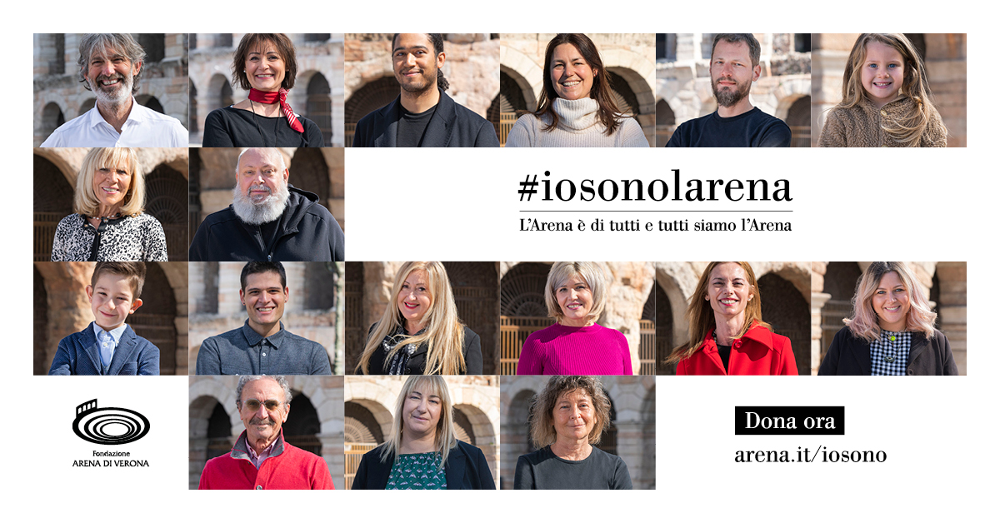 #iosonolarena
L'Arena è di tutti e tutti siamo l'Arena
Fondazione
ARENA DI VERONA
Dona ora
arena.it/iosono